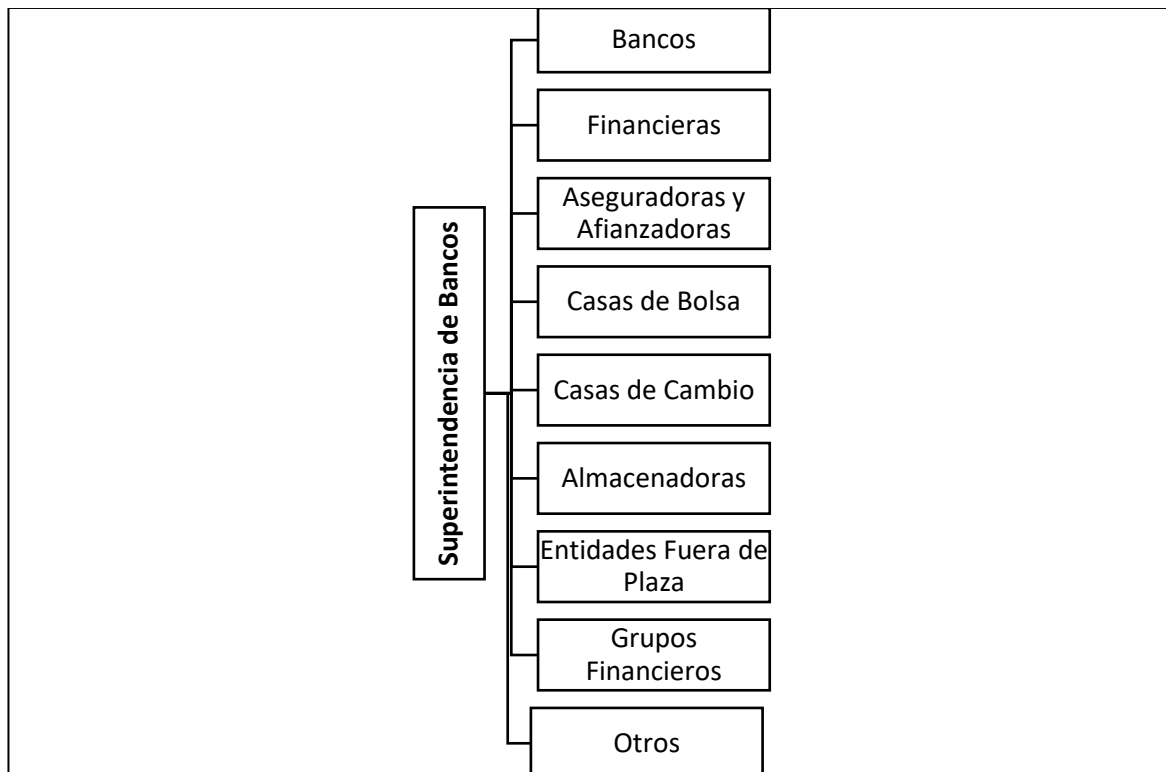 Superintendencia de Bancos
Bancos
Financieras
Aseguradoras y
Afianzadoras
Casas de Bolsa
Casas de Cambio
Almacenadoras
Entidades Fuera de
Plaza
Grupos
Financieros
Otros